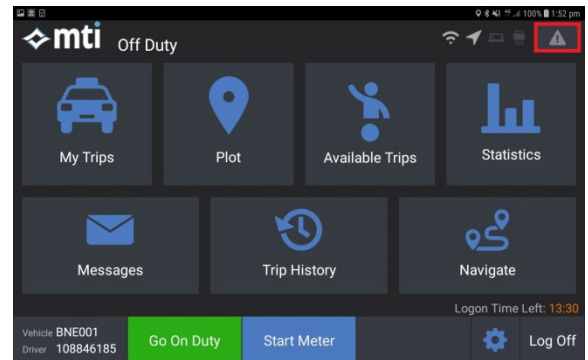 100% 1:52 pm
mti Off Duty
My Trips
Plot
Available Trips
Statistics
Messages
Trip History
Navigate
Logon Time Left: 13:30
Vehicle BNE001
Driver 108846185
Go On Duty
Start Meter
Log Off